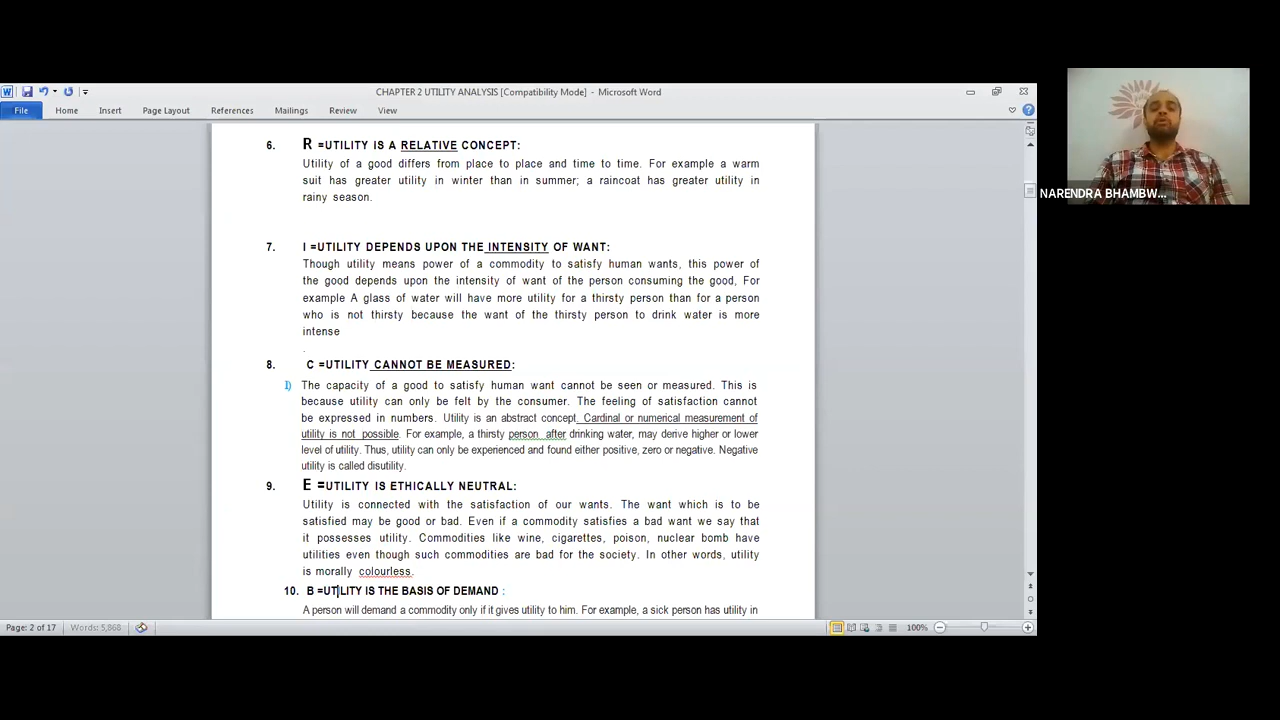 CHAPTER 2 UTILITY ANALYSIS [Compatibility Mode] - Microsoft Word
File Home Insert Page Layout References Mailings Review View
6. R =UTILITY IS A RELATIVE CONCEPT:
Utility of a good differs from place to place and time to time. For example a warm
suit has greater utility in winter than in summer; a raincoat has greater utility in
rainy season.
7. I =UTILITY DEPENDS UPON THE INTENSITY OF WANT:
Though utility means power of a commodity to satisfy human wants, this power of
the good depends upon the intensity of want of the person consuming the good, For
example A glass of water will have more utility for a thirsty person than for a person
who is not thirsty because the want of the thirsty person to drink water is more
intense
.
8. C =UTILITY CANNOT BE MEASURED:
I) The capacity of a good to satisfy human want cannot be seen or measured. This is
because utility can only be felt by the consumer. The feeling of satisfaction cannot
be expressed in numbers. Utility is an abstract concept. Cardinal or numerical measurement of
utility is not possible. For example, a thirsty person after drinking water, may derive higher or lower
level of utility. Thus, utility can only be experienced and found either positive, zero or negative. Negative
utility is called disutility.
9. E =UTILITY IS ETHICALLY NEUTRAL:
Utility is connected with the satisfaction of our wants. The want which is to be
satisfied may be good or bad. Even if a commodity satisfies a bad want we say that
it possesses utility. Commodities like wine, cigarettes, poison, nuclear bomb have
utilities even though such commodities are bad for the society. In other words, utility
is morally colourless.
10. B =UTILITY IS THE BASIS OF DEMAND :
A person will demand a commodity only if it gives utility to him. For example, a sick person has utility in
Page: 2 of 17 Words: 5,868 100%
NARENDRA BHAMBW...